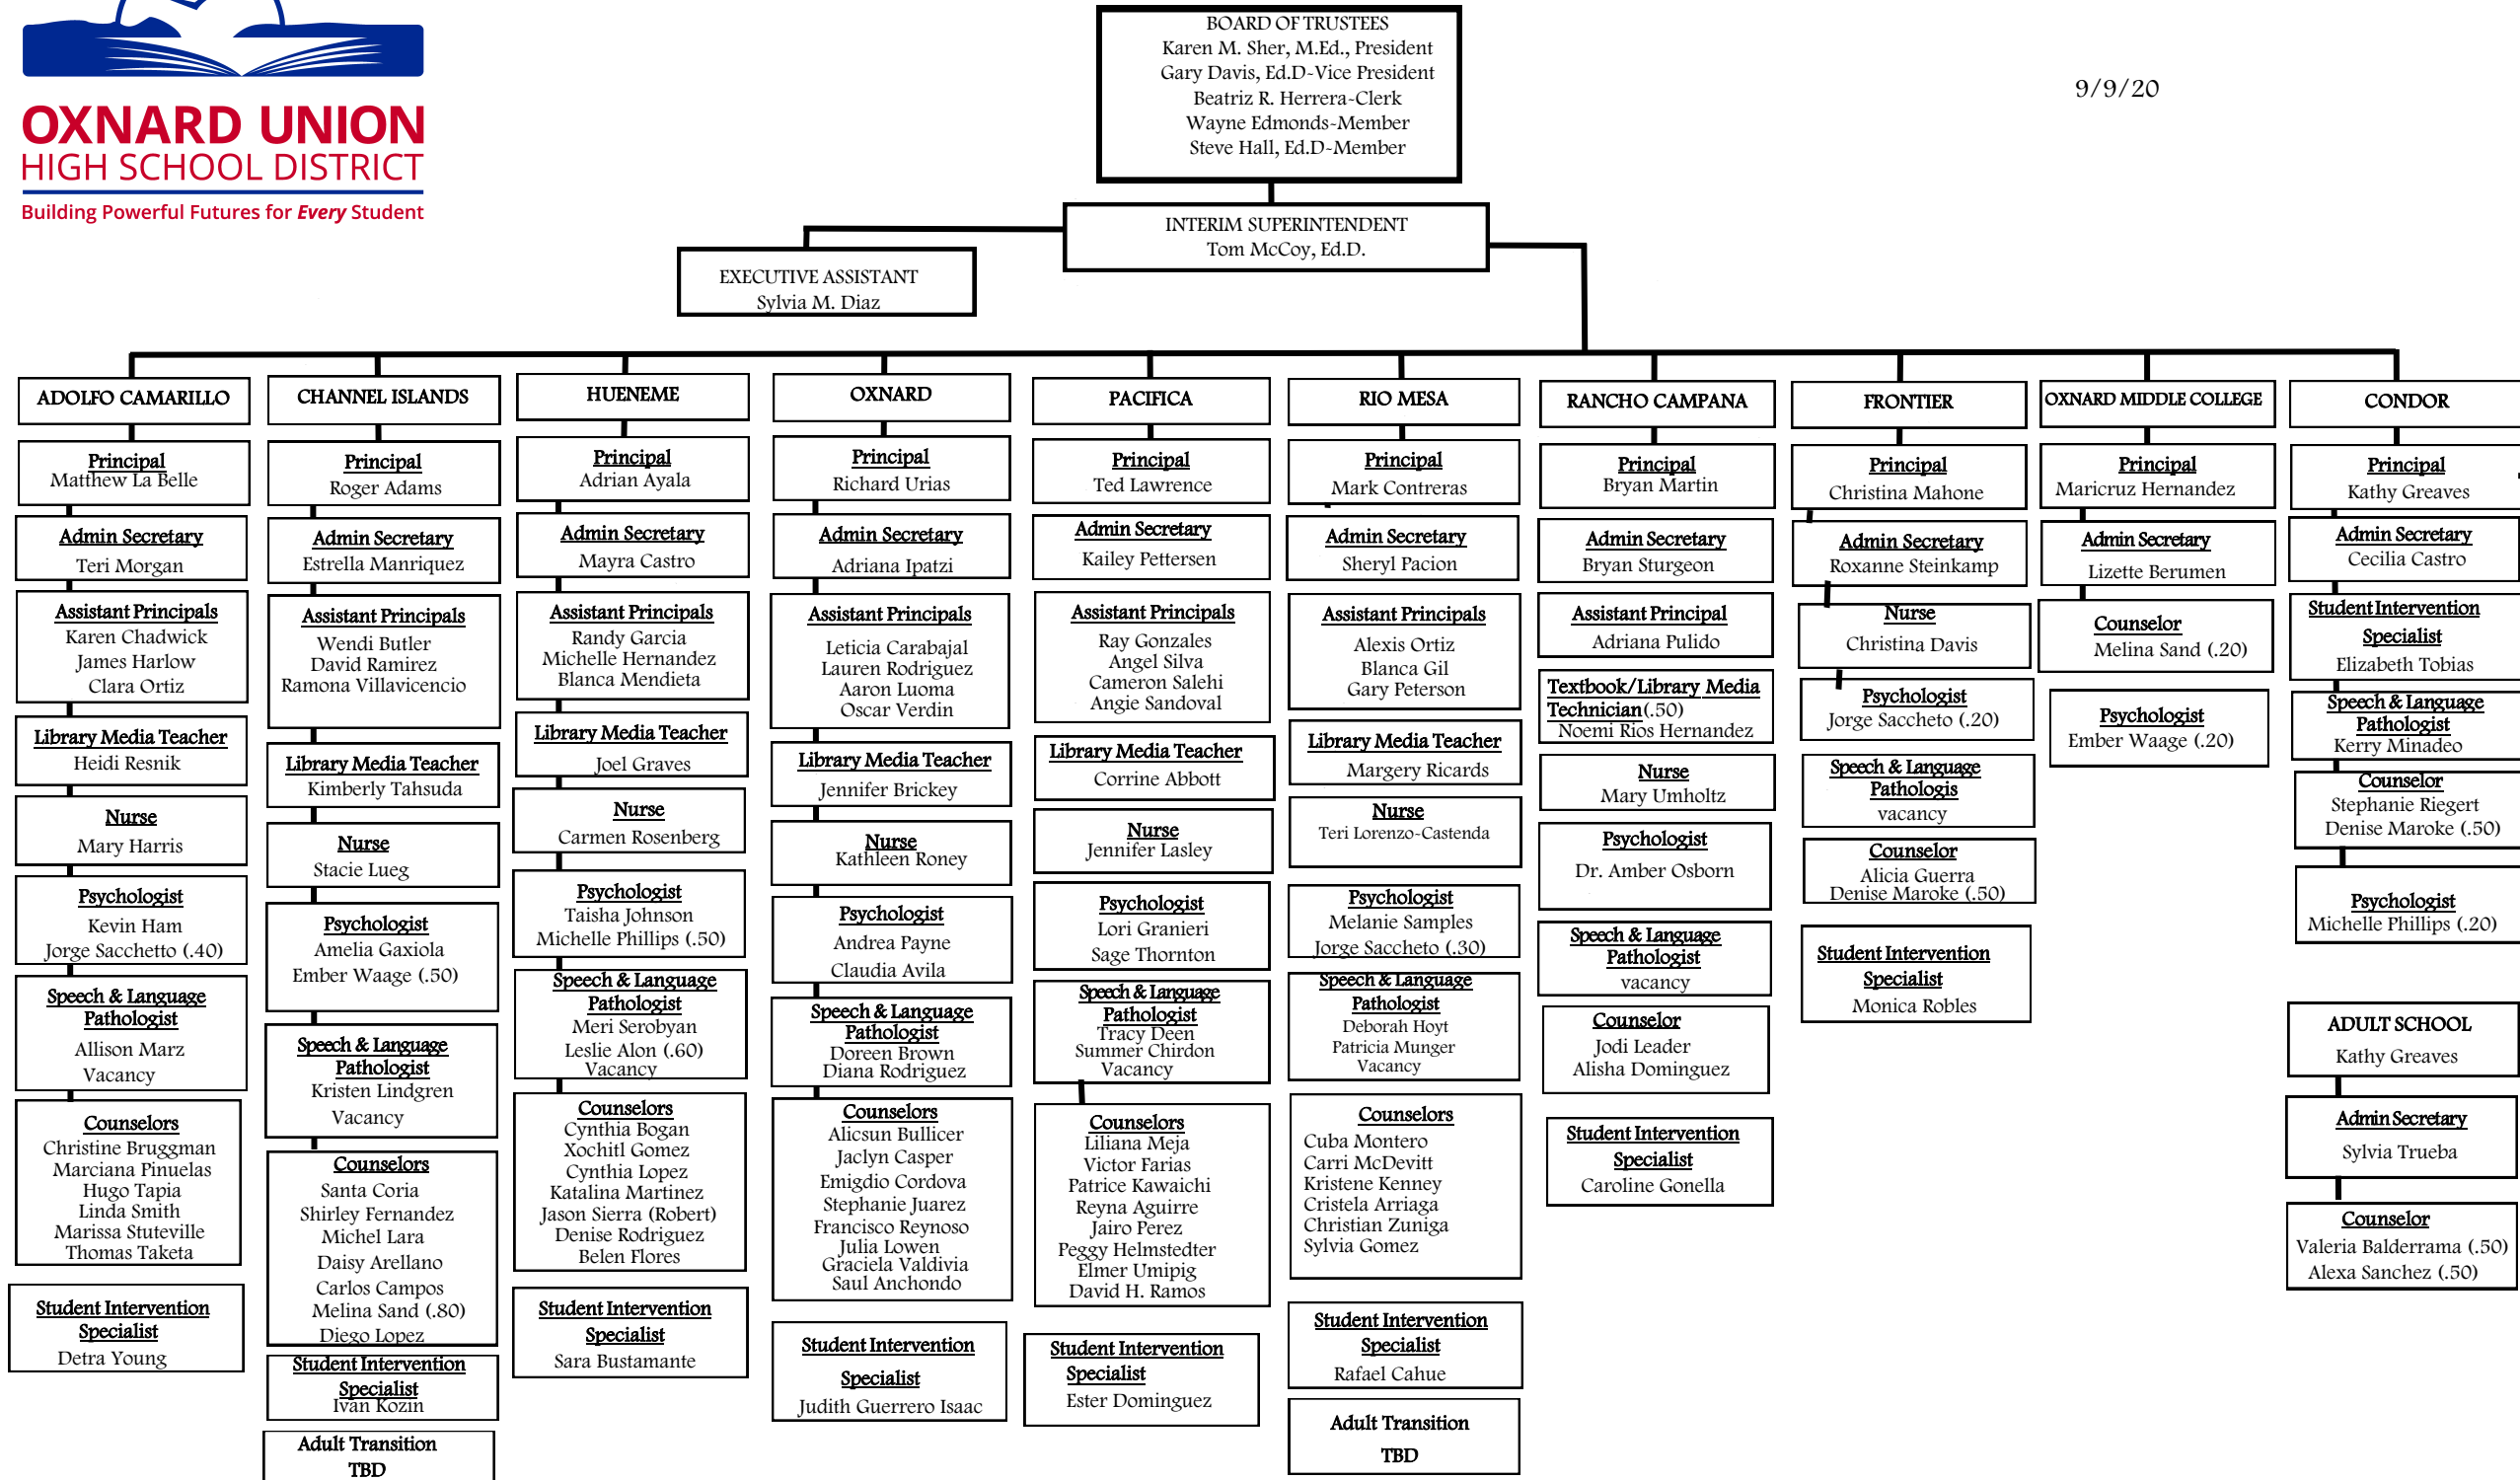 OXNARD UNION
HIGH SCHOOL DISTRICT
Building Powerful Futures for Every Student
BOARD OF TRUSTEES
Karen M. Sher, M.Ed., President
Gary Davis, Ed.D-Vice President
Beatriz R. Herrera-Clerk
Wayne Edmonds-Member
Steve Hall, Ed.D-Member
9/9/20
INTERIM SUPERINTENDENT
Tom McCoy, Ed.D.
EXECUTIVE ASSISTANT
Sylvia M. Diaz
ADOLFO CAMARILLO
Principal
Matthew La Belle
Admin Secretary
Teri Morgan
Assistant Principals
Karen Chadwick
James Harlow
Clara Ortiz
Library Media Teacher
Heidi Resnik
Nurse
Mary Harris
Psychologist
Kevin Ham
Jorge Sacchetto (.40)
Speech & Language
Pathologist
Allison Marz
Vacancy
Counselors
Christine Bruggman
Marciana Pinuelas
Hugo Tapia
Linda Smith
Marissa Stuteville
Thomas Taketa
Student Intervention
Specialist
Detra Young
CHANNEL ISLANDS
Principal
Roger Adams
Admin Secretary
Estrella Manriquez
Assistant Principals
Wendi Butler
David Ramirez
Ramona Villavicencio
Library Media Teacher
Kimberly Tahsuda
Nurse
Stacie Lueg
Psychologist
Amelia Gaxiola
Ember Waage (.50)
Speech & Language
Pathologist
Kristen Lindgren
Vacancy
Counselors
Santa Coria
Shirley Fernandez
Michel Lara
Daisy Arellano
Carlos Campos
Melina Sand (.80)
Diego Lopez
Student Intervention
Specialist
Ivan Kozin
Adult Transition
TBD
HUENEME
Principal
Adrian Ayala
Admin Secretary
Mayra Castro
Assistant Principals
Randy Garcia
Michelle Hernandez
Blanca Mendieta
Library Media Teacher
Joel Graves
Nurse
Carmen Rosenberg
Psychologist
Taisha Johnson
Michelle Phillips (.50)
Speech & Language
Pathologist
Meri Serobyan
Leslie Alon (.60)
Vacancy
Counselors
Cynthia Bogan
Xochitl Gomez
Cynthia Lopez
Katalina Martinez
Jason Sierra (Robert)
Denise Rodriguez
Belen Flores
Student Intervention
Specialist
Sara Bustamante
OXNARD
Principal
Richard Urias
Admin Secretary
Adriana Ipatzi
Assistant Principals
Leticia Carabajal
Lauren Rodriguez
Aaron Luoma
Oscar Verdin
Library Media Teacher
Jennifer Brickey
Nurse
Kathleen Roney
Psychologist
Andrea Payne
Claudia Avila
Speech & Language
Pathologist
Doreen Brown
Diana Rodriguez
Counselors
Alicsun Bullicer
Jaclyn Casper
Emigdio Cordova
Stephanie Juarez
Francisco Reynoso
Julia Lowen
Graciela Valdivia
Saul Anchondo
Student Intervention
Specialist
Judith Guerrero Isaac
PACIFICA
Principal
Ted Lawrence
Admin Secretary
Kailey Pettersen
Assistant Principals
Ray Gonzales
Angel Silva
Cameron Salehi
Angie Sandoval
Library Media Teacher
Corrine Abbott
Nurse
Jennifer Lasley
Psychologist
Lori Granieri
Sage Thornton
Speech & Language
Pathologist
Tracy Deen
Summer Chirdon
Vacancy
Counselors
Liliana Meja
Victor Farias
Patrice Kawaichi
Reyna Aguirre
Jairo Perez
Peggy Helmstedter
Elmer Umipig
David H. Ramos
Student Intervention
Specialist
Ester Dominguez
RIO MESA
Principal
Mark Contreras
Admin Secretary
Sheryl Pacion
Assistant Principals
Alexis Ortiz
Blanca Gil
Gary Peterson
Library Media Teacher
Margery Ricards
Nurse
Teri Lorenzo-Castenda
Psychologist
Melanie Samples
Jorge Saccheto (.30)
Speech & Language
Pathologist
Deborah Hoyt
Patricia Munger
Vacancy
Counselors
Cuba Montero
Carri McDevitt
Kristene Kenney
Cristela Arriaga
Christian Zuniga
Sylvia Gomez
Student Intervention
Specialist
Rafael Cahue
Adult Transition
TBD
RANCHO CAMPANA
Principal
Bryan Martin
Admin Secretary
Bryan Sturgeon
Assistant Principal
Adriana Pulido
Textbook/Library Media
Technician(.50)
Noemi Rios Hernandez
Nurse
Mary Umholtz
Psychologist
Dr. Amber Osborn
Speech & Language
Pathologist
vacancy
Counselor
Jodi Leader
Alisha Dominguez
Student Intervention
Specialist
Caroline Gonella
FRONTIER
Principal
Christina Mahone
Admin Secretary
Roxanne Steinkamp
Nurse
Christina Davis
Psychologist
Jorge Saccheto (.20)
Speech & Language
Pathologis
vacancy
Counselor
Alicia Guerra
Denise Maroke (.50)
Student Intervention
Specialist
Monica Robles
OXNARD MIDDLE COLLEGE
Principal
Maricruz Hernandez
Admin Secretary
Lizette Berumen
Counselor
Melina Sand (.20)
Psychologist
Ember Waage (.20)
CONDOR
Principal
Kathy Greaves
Admin Secretary
Cecilia Castro
Student Intervention
Specialist
Elizabeth Tobias
Speech & Language
Pathologist
Kerry Minadeo
Counselor
Stephanie Riegert
Denise Maroke (.50)
Psychologist
Michelle Phillips (.20)
ADULT SCHOOL
Kathy Greaves
Admin Secretary
Sylvia Trueba
Counselor
Valeria Balderrama (.50)
Alexa Sanchez (.50)